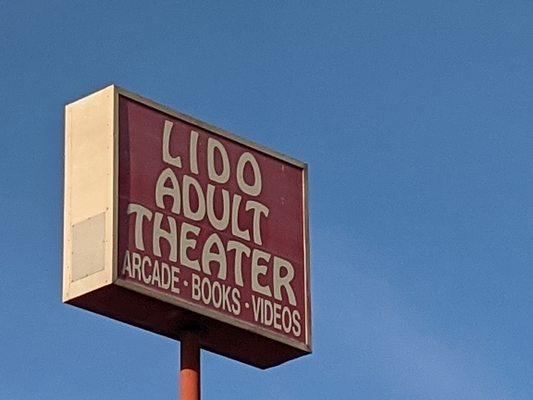 LIDO
ADULT
THEATER
ARCADE · BOOKS · VIDEOS